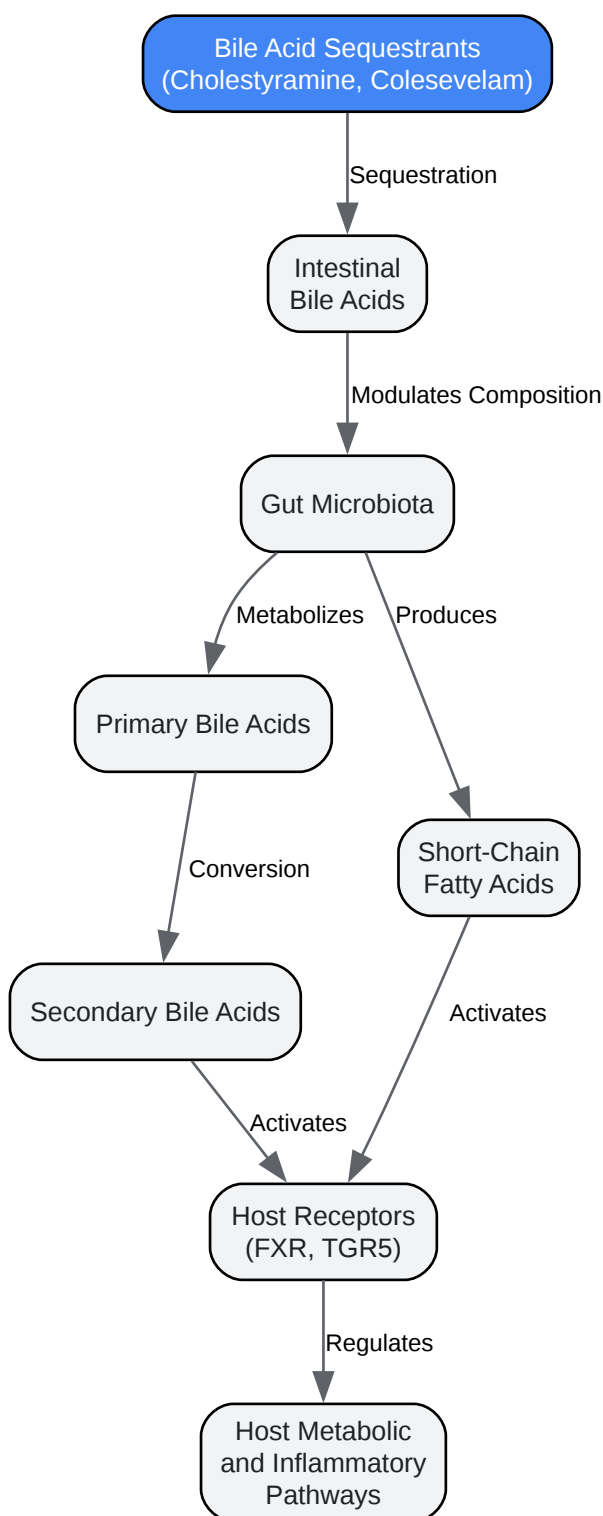 Bile Acid Sequestrants
(Cholestyramine, Colesevelam)
Sequestration
Intestinal
Bile Acids
Modulates Composition
Gut Microbiota
Metabolizes
Produces
Primary Bile Acids
Short-Chain
Fatty Acids
Conversion
Secondary Bile Acids
Activates
Activates
Host Receptors
(FXR, TGR5)
Regulates
Host Metabolic
and Inflammatory
Pathways